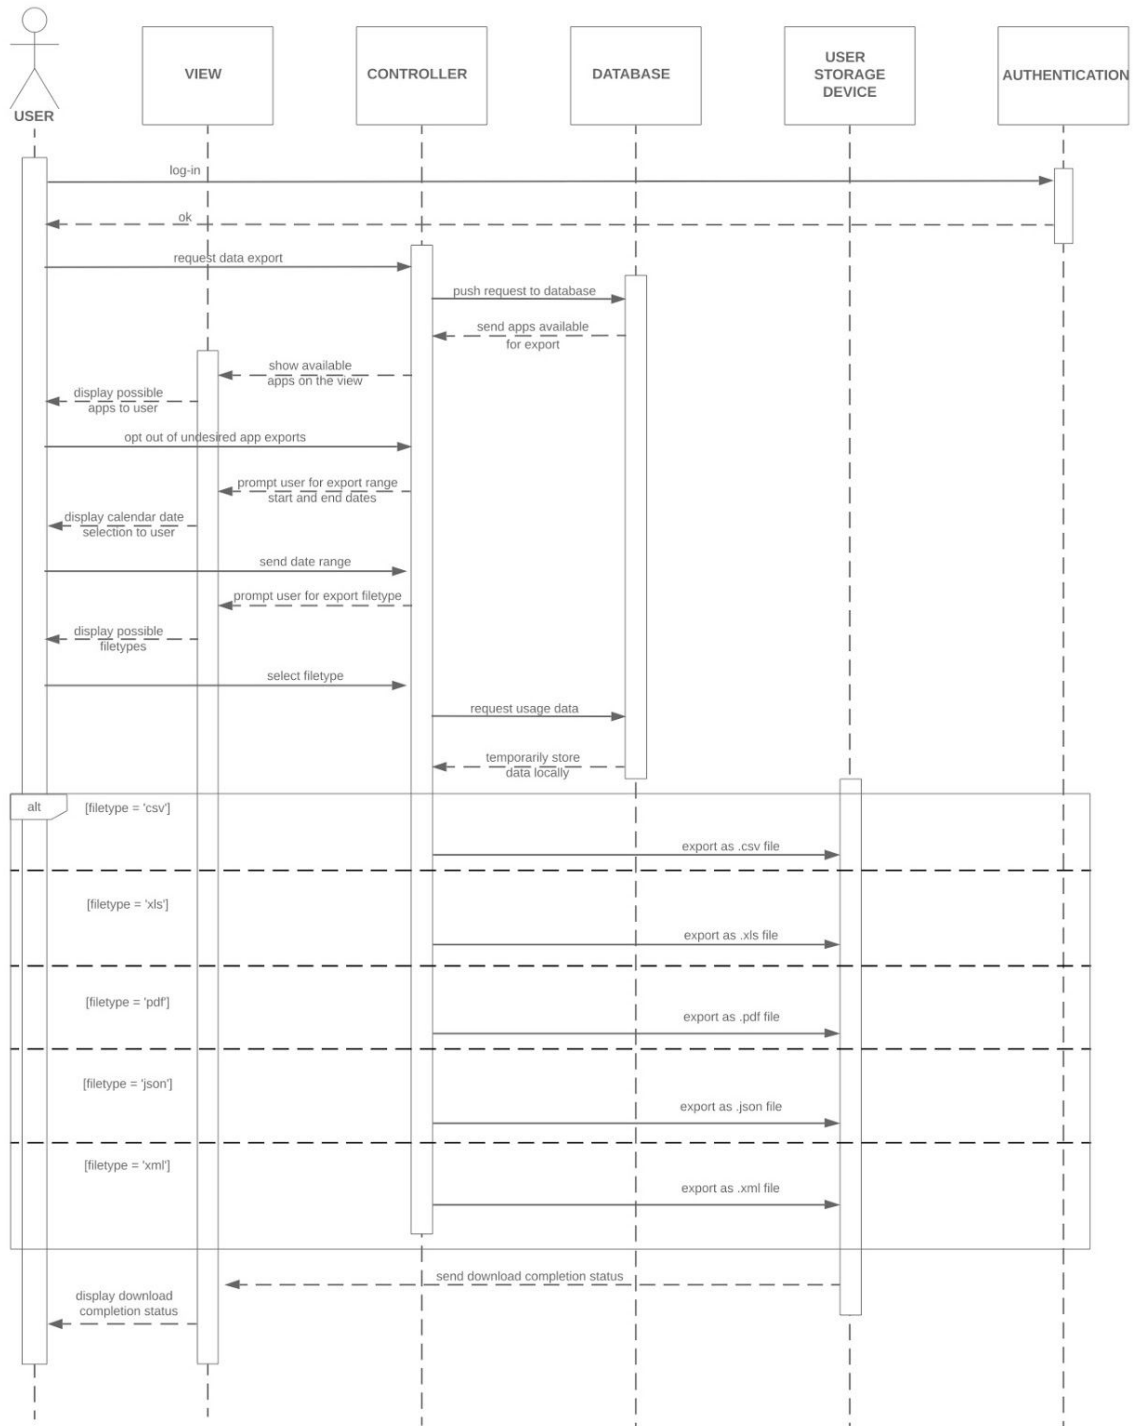 USER
VIEW
CONTROLLER
DATABASE
USER
STORAGE
DEVICE
AUTHENTICATION
log-in
ok
request data export
push request to database
send apps available
for export
show available
apps on the view
display possible
apps to user
opt out of undesired app exports
prompt user for export range
start and end dates
display calendar date
selection to user
send date range
prompt user for export filetype
display possible
filetypes
select filetype
request usage data
temporarily store
data locally
alt
[filetype = 'csv']
export as .csv file
[filetype = 'xls']
export as .xls file
[filetype = 'pdf']
export as .pdf file
[filetype = 'json']
export as .json file
[filetype = 'xml']
export as .xml file
send download completion status
display download
completion status